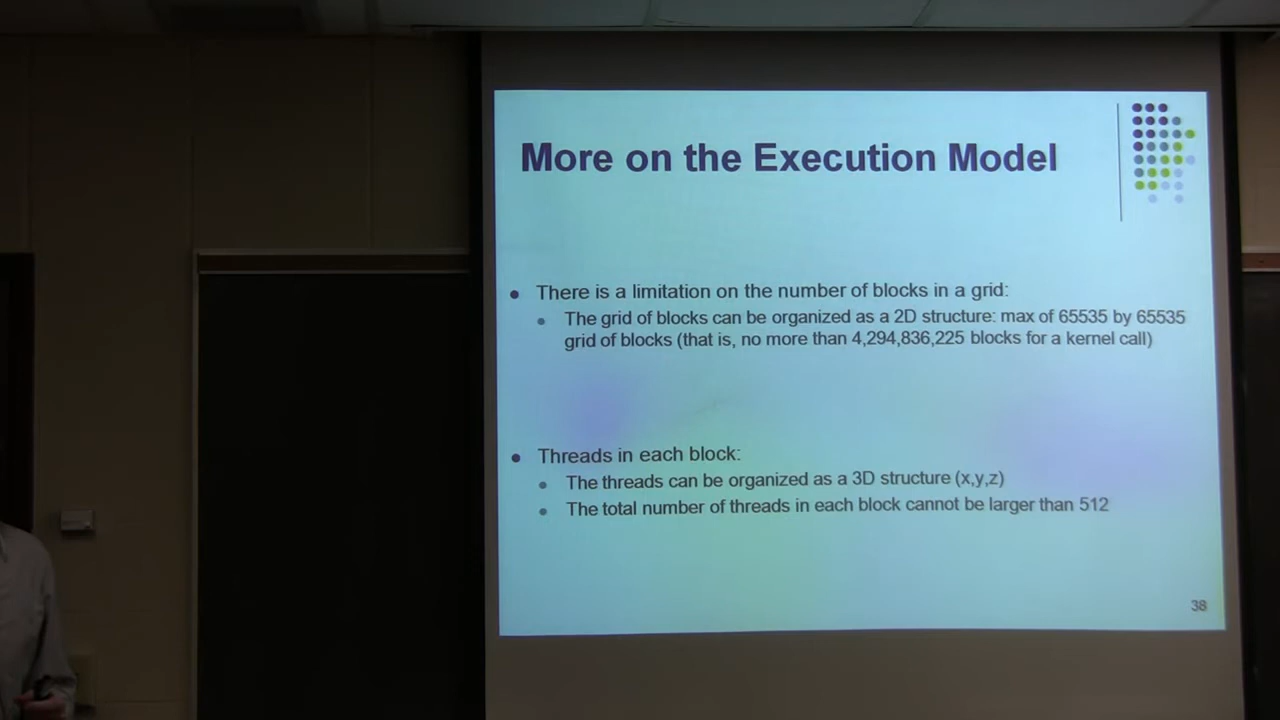 More on the Execution Model
There is a limitation on the number of blocks in a grid:
The grid of blocks can be organized as a 2D structure: max of 65535 by 65535
grid of blocks (that is, no more than 4,294,836,225 blocks for a kernel call)
Threads in each block:
The threads can be organized as a 3D structure (x,y,z)
The total number of threads in each block cannot be larger than 512
38